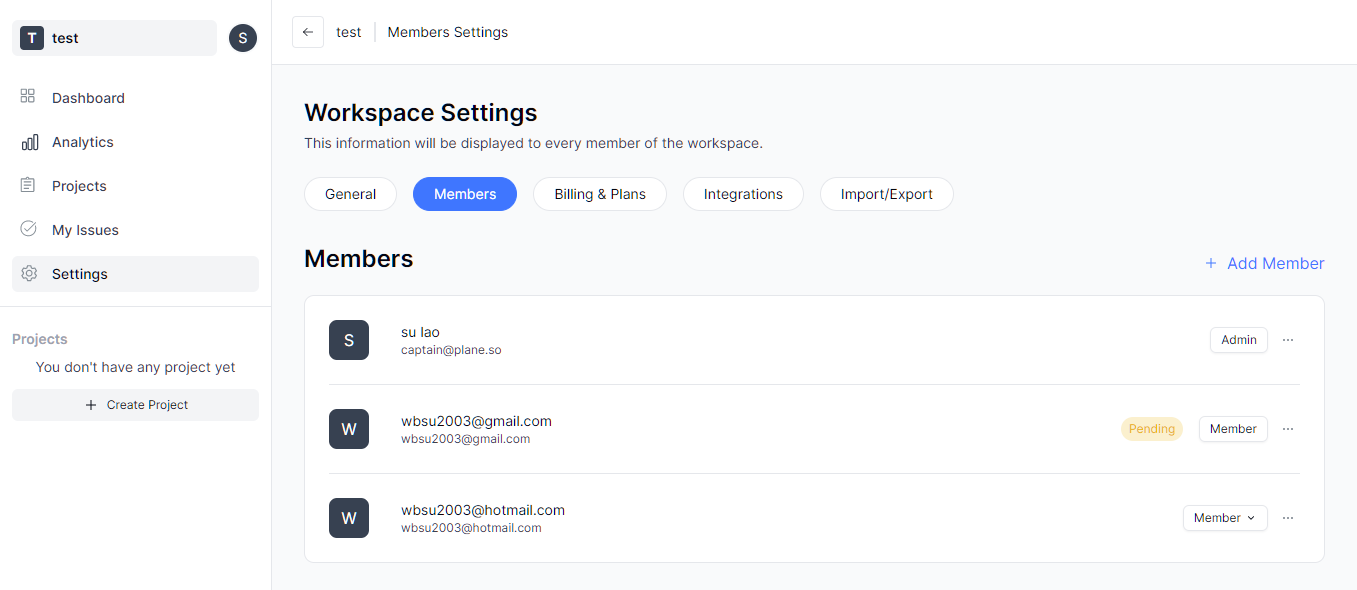 T test S
Dashboard
Analytics
Projects
My Issues
Settings
Projects
You don't have any project yet
+ Create Project
← test Members Settings
Workspace Settings
This information will be displayed to every member of the workspace.
General Members Billing & Plans Integrations Import/Export
Members + Add Member
S su lao Admin ...
captain@plane.so
W wbsu2003@gmail.com Pending Member ...
wbsu2003@gmail.com
W wbsu2003@hotmail.com Member ...
wbsu2003@hotmail.com